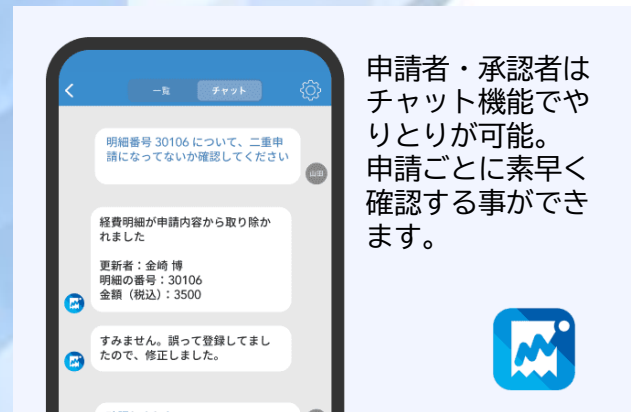 一覧
チャット
明細番号 30106 について、二重申
請になってないか確認してください
山田
経費明細が申請内容から取り除か
れました
更新者：金崎 博
明細の番号：30106
金額（税込）：3500
すみません。誤って登録してまし
たので、修正しました。
申請者・承認者は
チャット機能でや
りとりが可能。
申請ごとに素早く
確認する事ができ
ます。